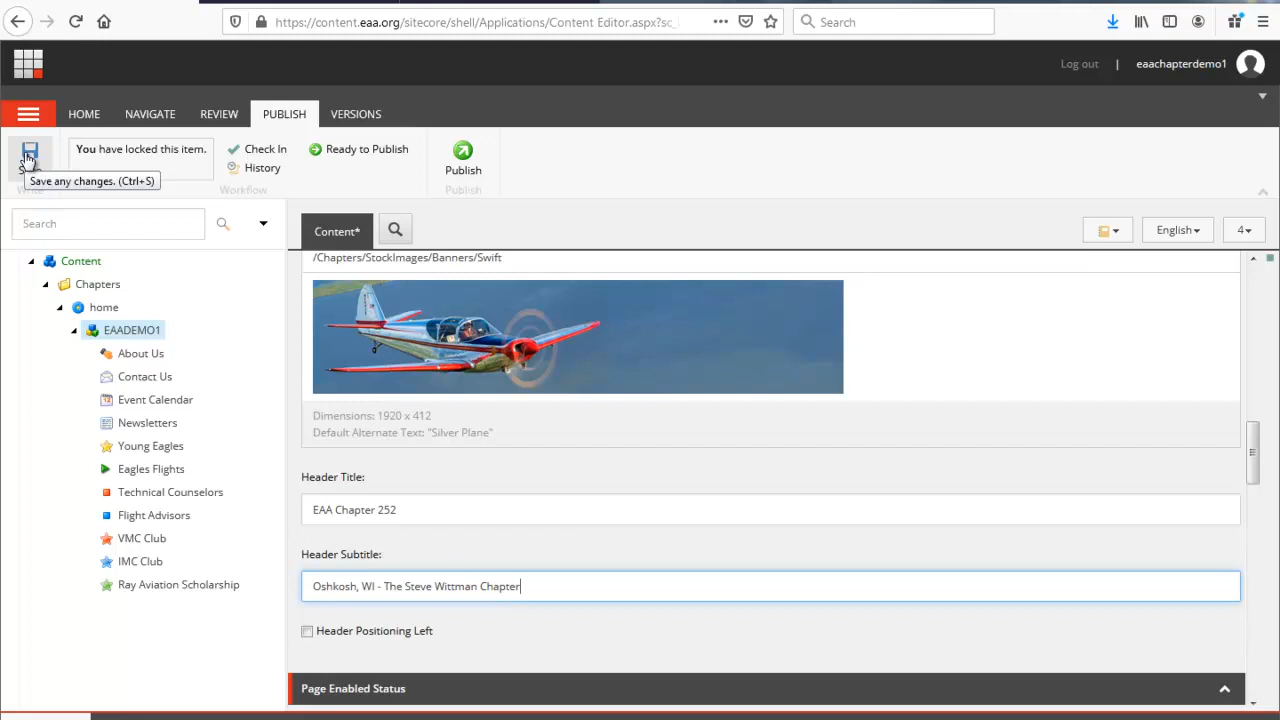 https://content.eaa.org/sitecore/shell/Applications/Content Editor.aspx?sc_
Search
Log out | eaachapterdemo1
HOME NAVIGATE REVIEW PUBLISH VERSIONS
You have locked this item.
Check In
Ready to Publish
History
Publish
Save any changes. (Ctrl+S)
Write
Workflow
Publish
Search
Content*
English
4
Content
Chapters
home
EAADEMO1
About Us
Contact Us
Event Calendar
Newsletters
Young Eagles
Eagles Flights
Technical Counselors
Flight Advisors
VMC Club
IMC Club
Ray Aviation Scholarship
/Chapters/StockImages/Banners/Swift
Dimensions: 1920 x 412
Default Alternate Text: "Silver Plane"
Header Title:
EAA Chapter 252
Header Subtitle:
Oshkosh, WI - The Steve Wittman Chapter
Header Positioning Left
Page Enabled Status